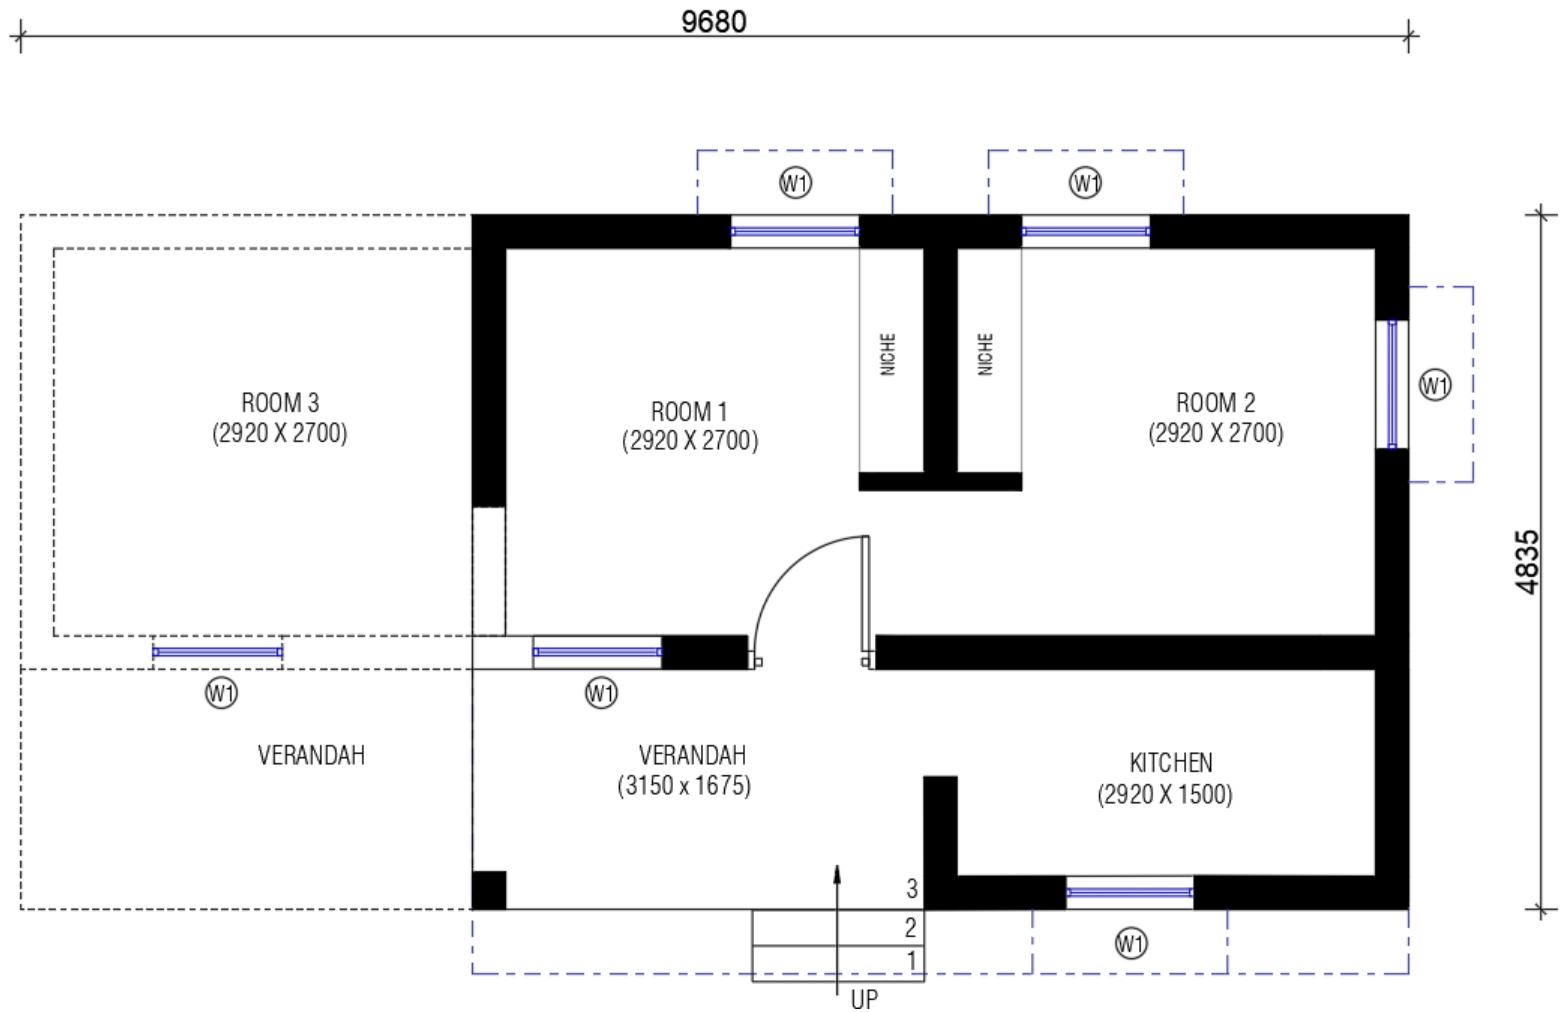 9680
W1
W1
NICHE
NICHE
W1
ROOM 3
(2920 X 2700)
ROOM 1
(2920 X 2700)
ROOM 2
(2920 X 2700)
4835
W1
W1
VERANDAH
VERANDAH
(3150 x 1675)
KITCHEN
(2920 X 1500)
3
2
1
W1
UP